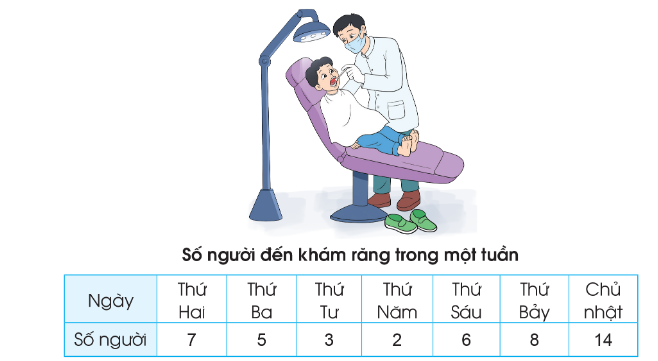 Số người đến khám răng trong một tuần
Ngày Thứ Hai Thứ Ba Thứ Tư Thứ Năm Thứ Sáu Thứ Bảy Chủ nhật
Số người 7 5 3 2 6 8 14